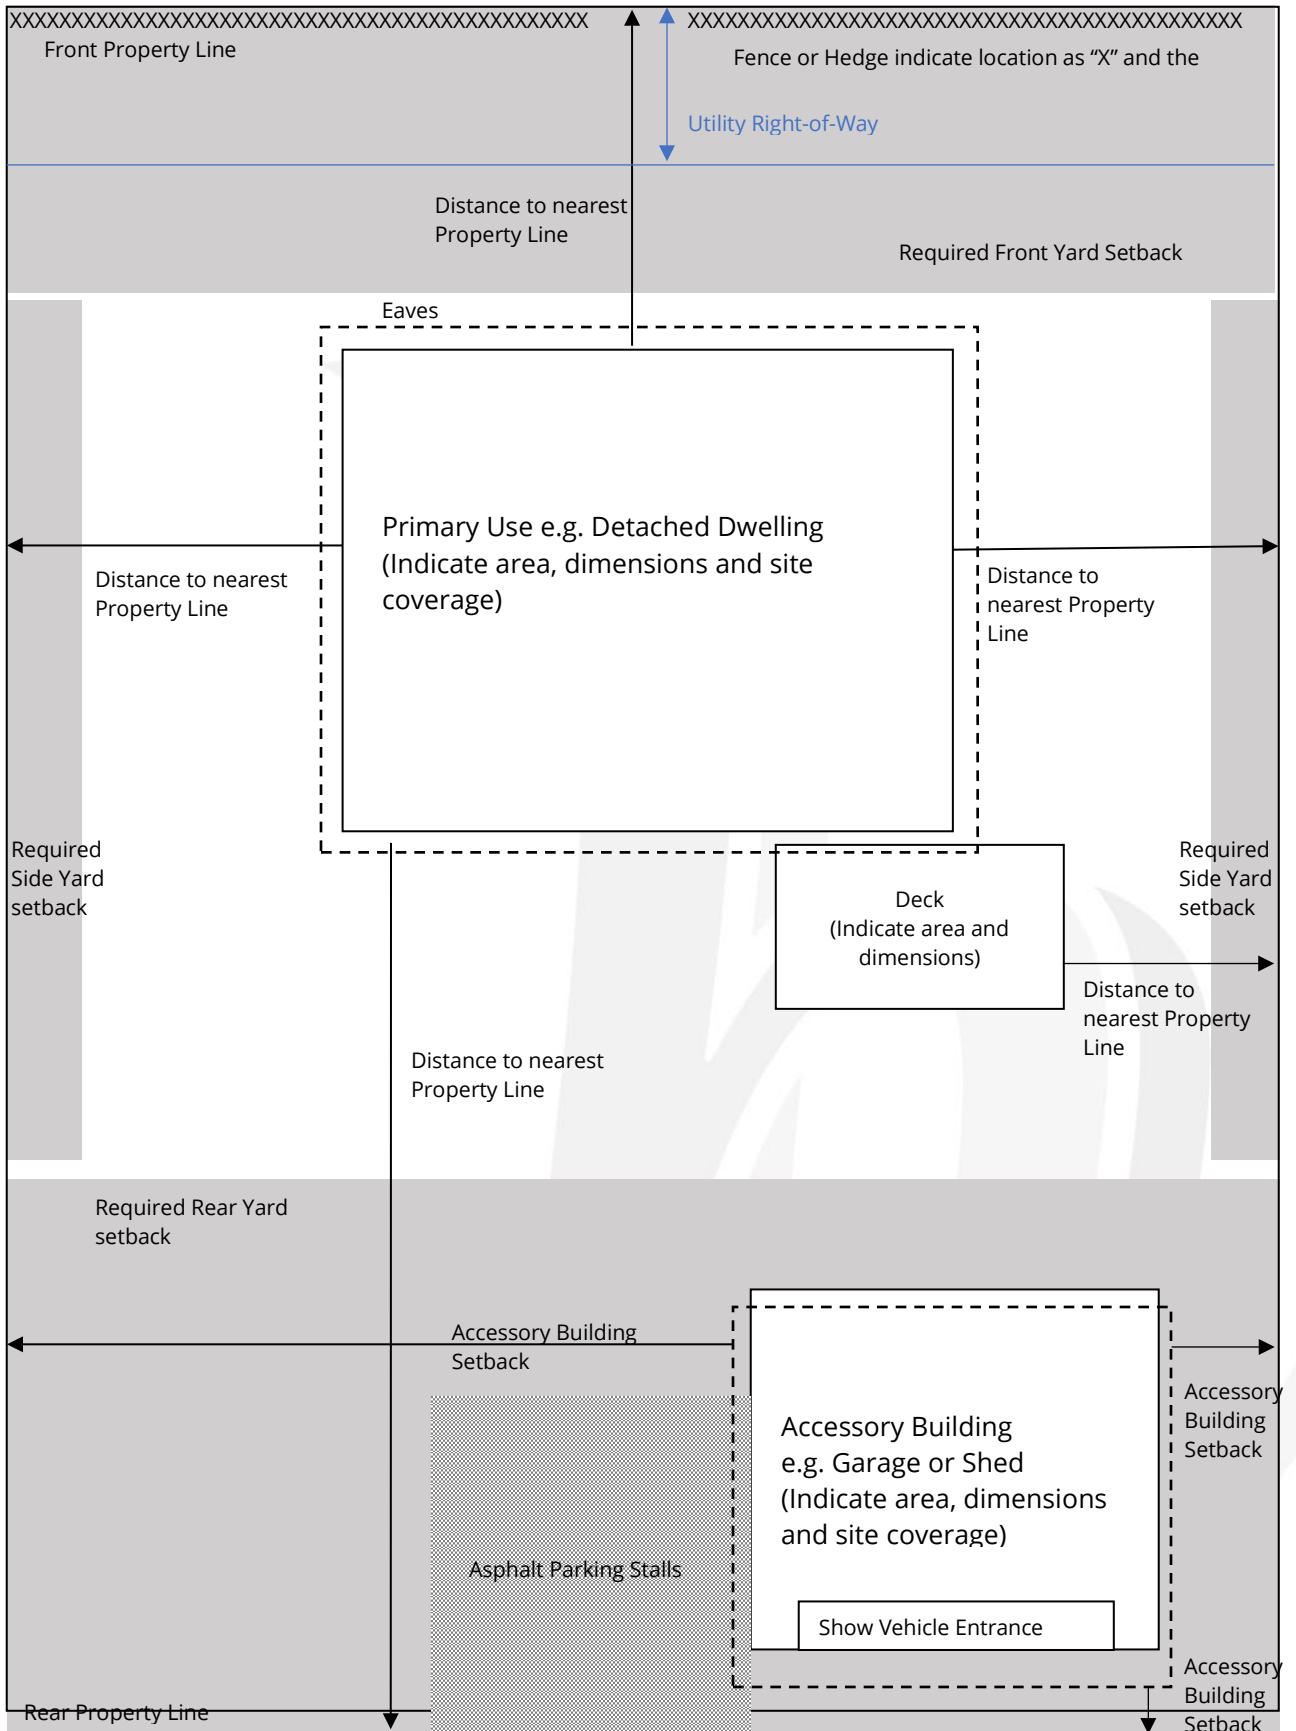 XXXXXXXXXXXXXXXXXXXXXXXXXXXXXXXXXXXXXXXXXXX XXXXXXXXXXXXXXXXXXXXXXXXXXXXXXXXXXXXXXXXX
Front Property Line
Fence or Hedge indicate location as “X” and the
Utility Right-of-Way
Distance to nearest
Property Line
Required Front Yard Setback
Eaves
Primary Use e.g. Detached Dwelling
(Indicate area, dimensions and site
coverage)
Distance to nearest
Property Line
Distance to
nearest Property
Line
Required
Side Yard
setback
Deck
(Indicate area and
dimensions)
Required
Side Yard
setback
Distance to
nearest Property
Line
Distance to nearest
Property Line
Required Rear Yard
setback
Accessory Building
Setback
Accessory
Building
Setback
Accessory Building
e.g. Garage or Shed
(Indicate area, dimensions
and site coverage)
Asphalt Parking Stalls
Show Vehicle Entrance
Accessory
Building
Setback
Rear Property Line